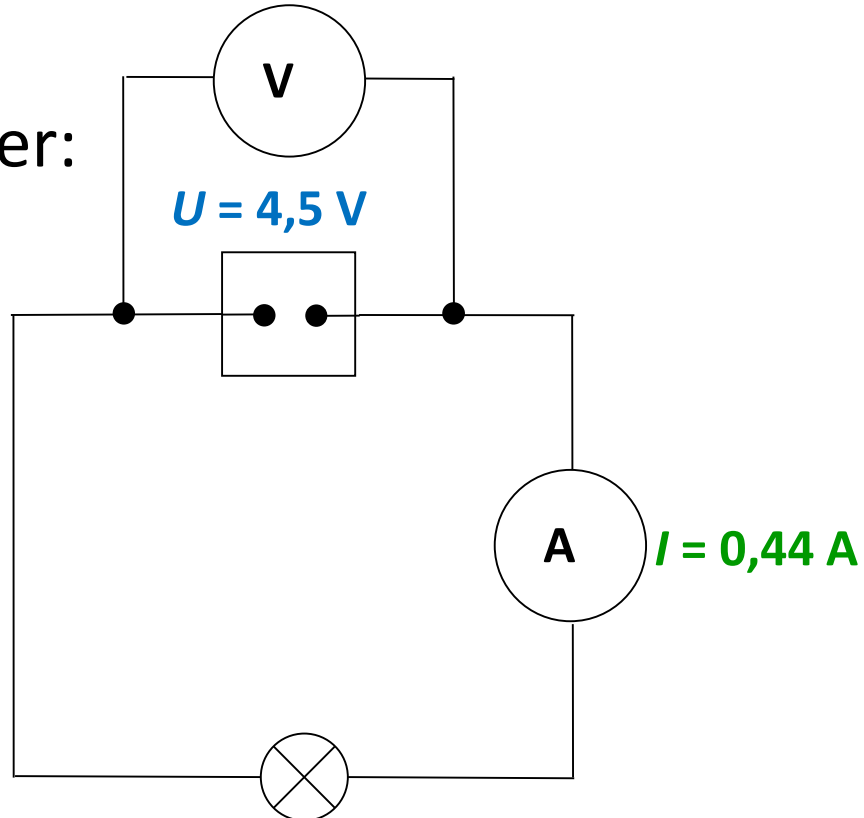 V
er:
U = 4,5 V
A
I = 0,44 A